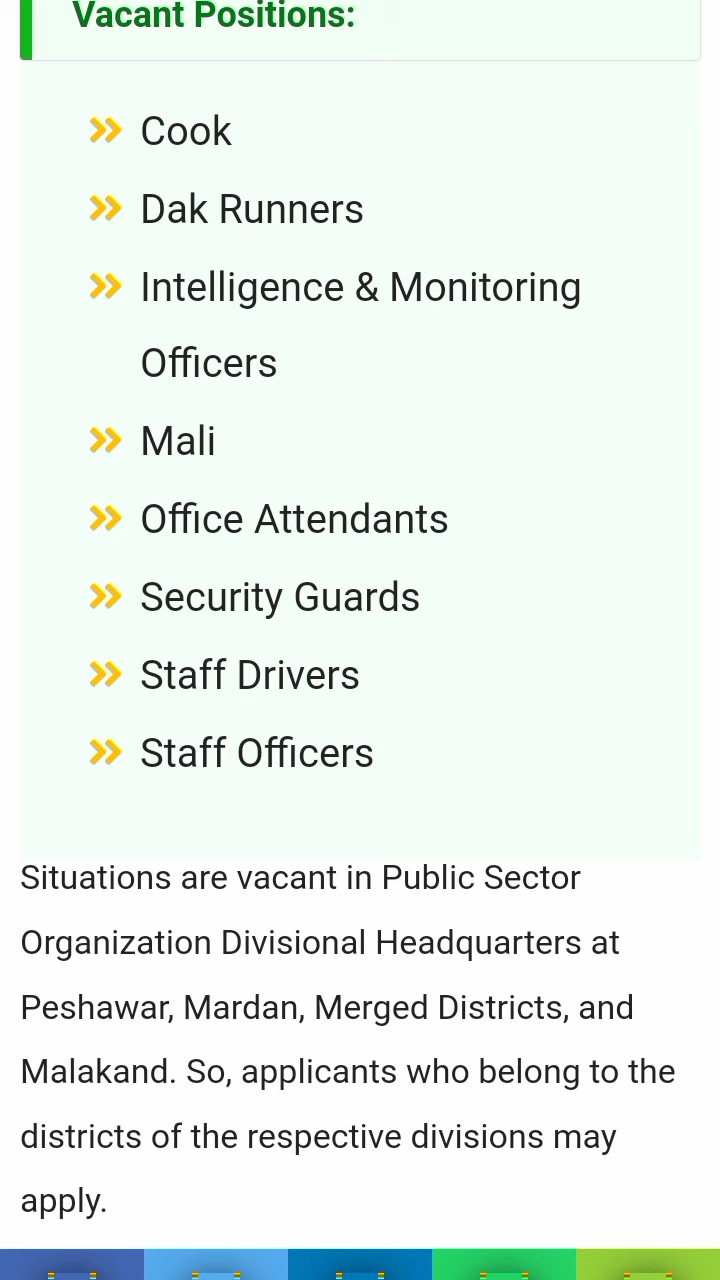 Vacant Positions:
Cook
Dak Runners
Intelligence & Monitoring
Officers
Mali
Office Attendants
Security Guards
Staff Drivers
Staff Officers
Situations are vacant in Public Sector
Organization Divisional Headquarters at
Peshawar, Mardan, Merged Districts, and
Malakand. So, applicants who belong to the
districts of the respective divisions may
apply.